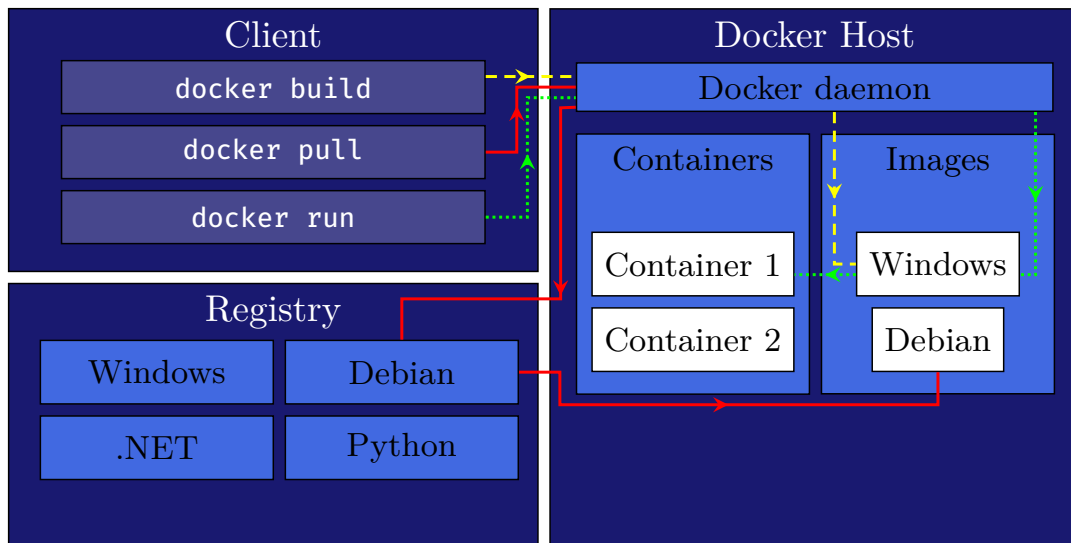 Client
docker build
docker pull
docker run
Registry
Windows
Debian
.NET
Python
Docker Host
Docker daemon
Containers
Container 1
Container 2
Images
Windows
Debian